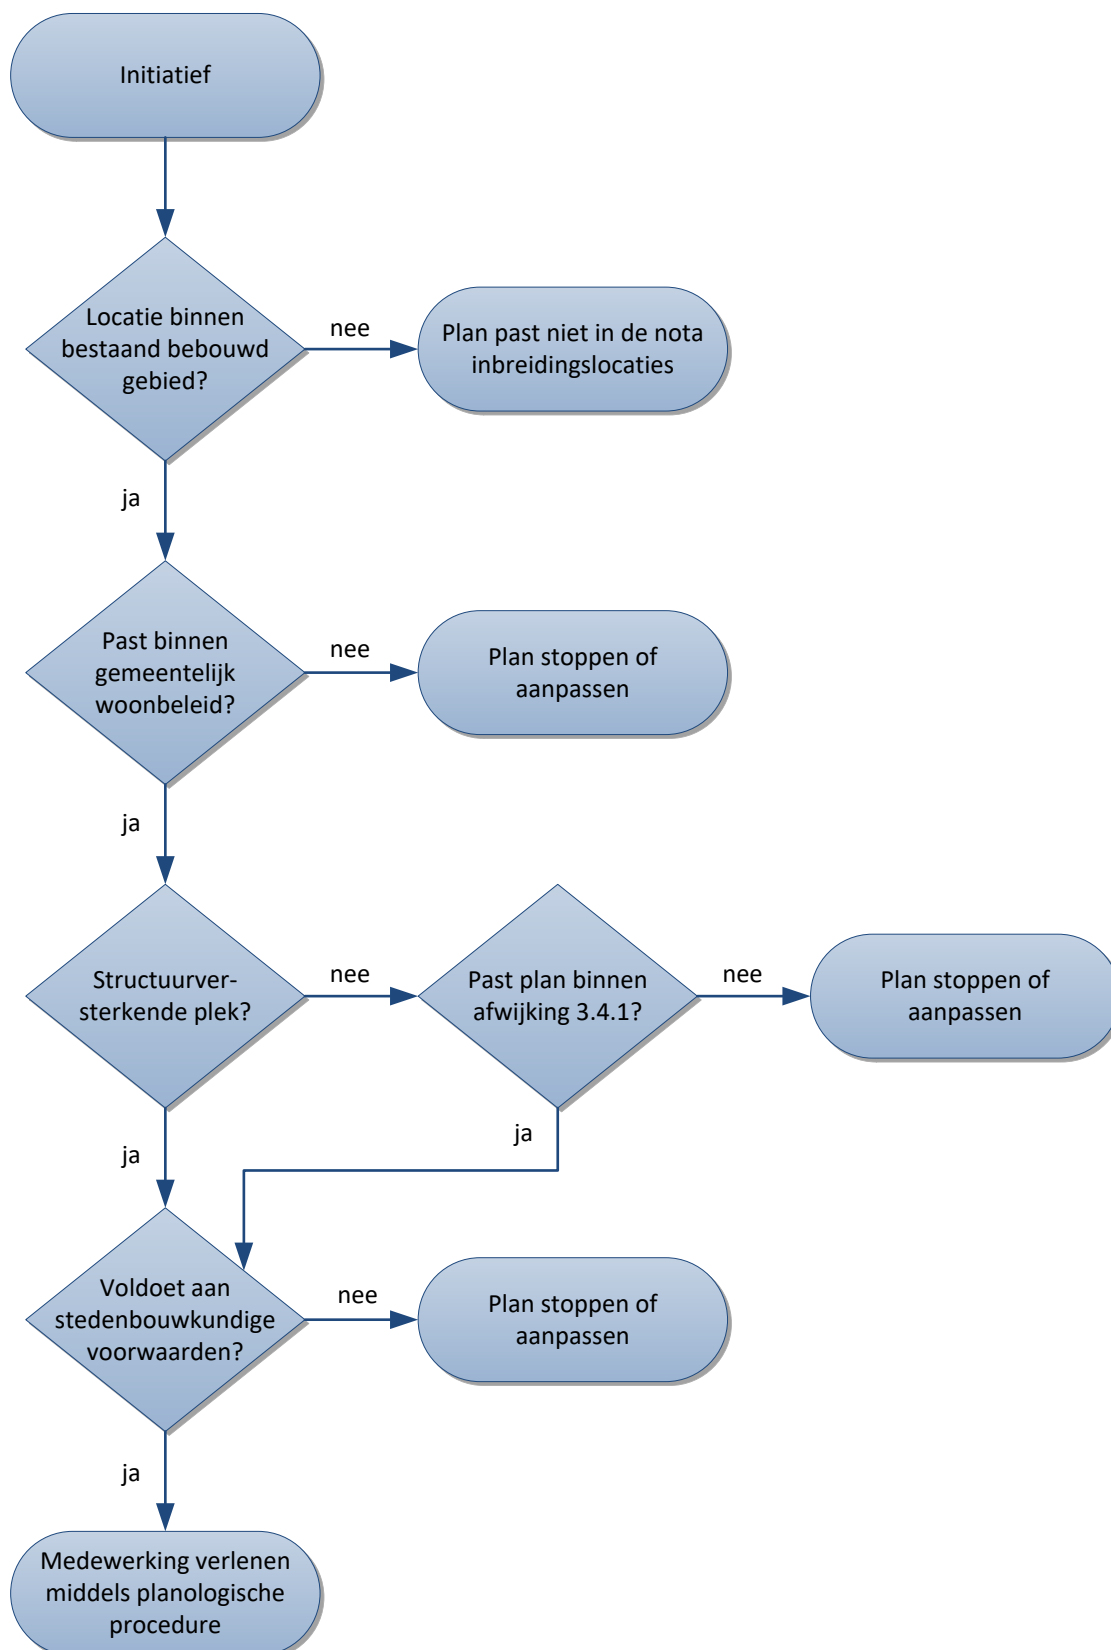 Initiatief
Locatie binnen
bestaand bebouwd
gebied?
nee
Plan past niet in de nota
inbreidingslocaties
ja
Past binnen
gemeentelijk
woonbeleid?
nee
Plan stoppen of
aanpassen
ja
Structuurver-
sterkende plek?
nee
Past plan binnen
afwijking 3.4.1?
nee
Plan stoppen of
aanpassen
ja
ja
Voldoet aan
stedenbouwkundige
voorwaarden?
nee
Plan stoppen of
aanpassen
ja
Medewerking verlenen
middels planologische
procedure